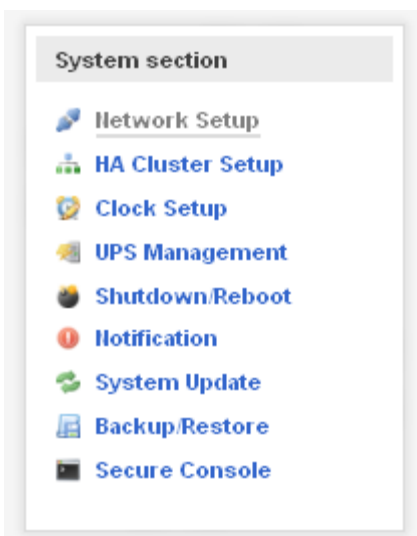 System section
Network Setup
HA Cluster Setup
Clock Setup
UPS Management
Shutdown/Reboot
Notification
System Update
Backup/Restore
Secure Console